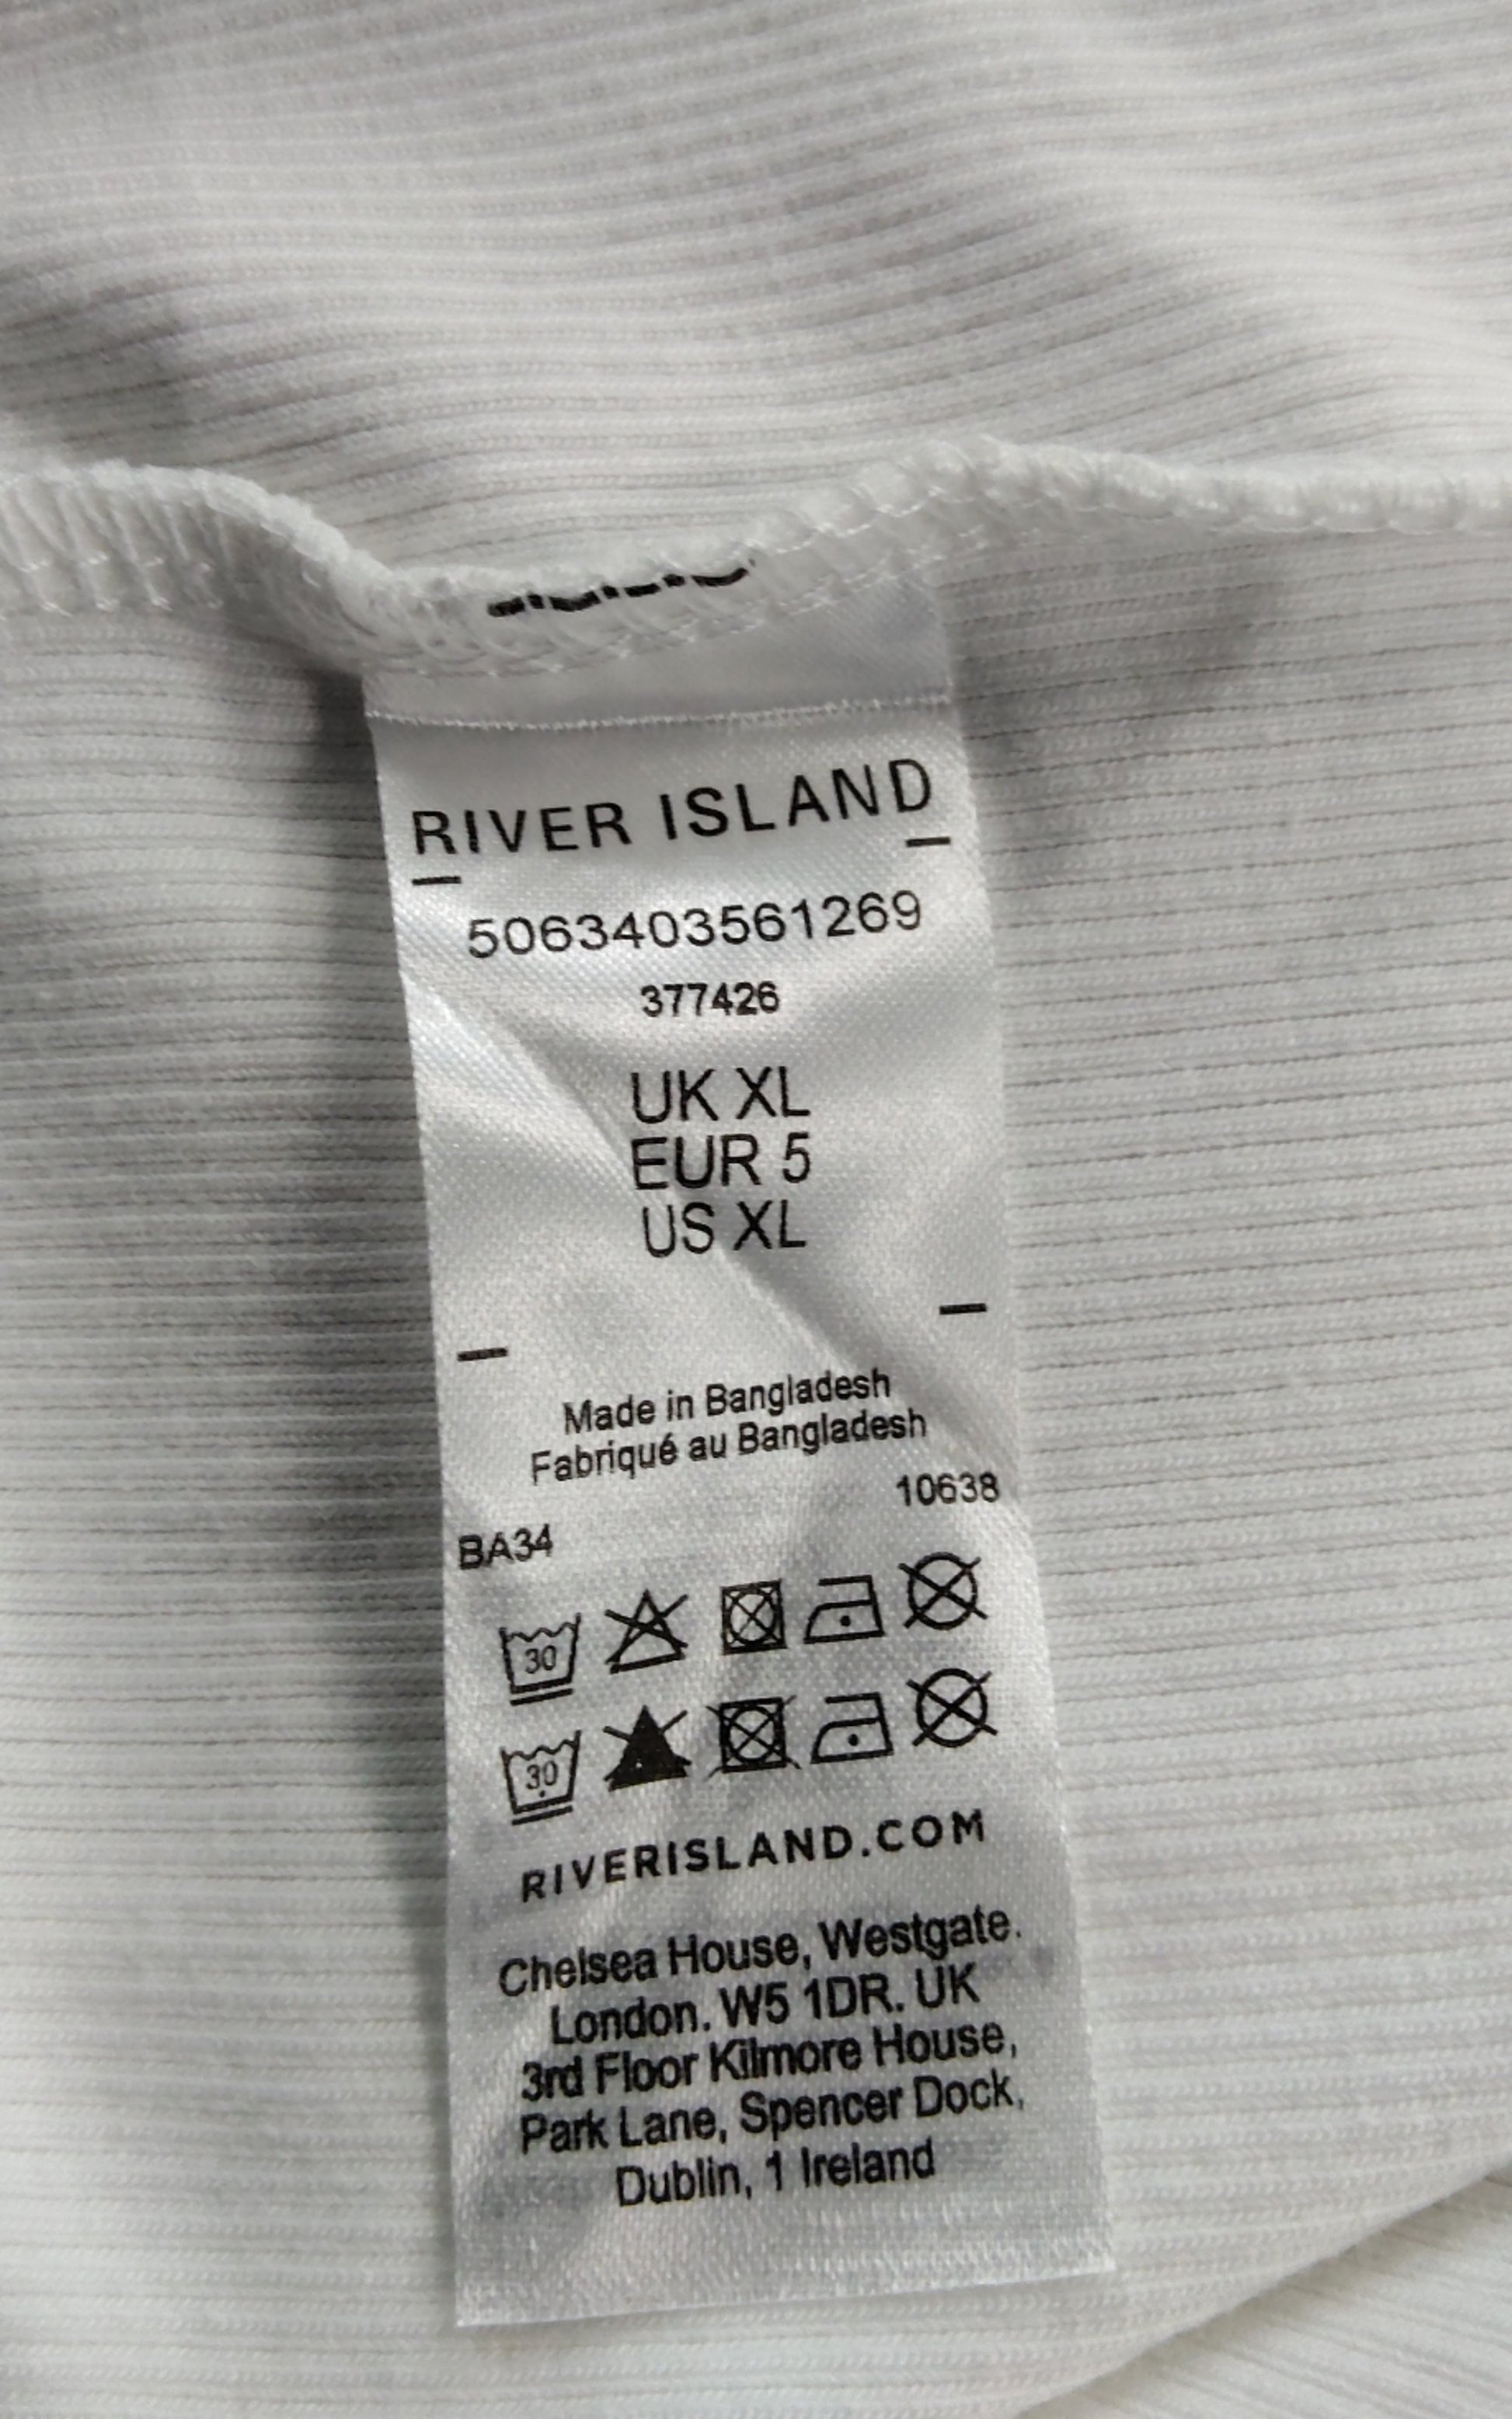 RIVER ISLAND
5063403561269
377426
UK XL
EUR 5
US XL
Made in Bangladesh
Fabriqué au Bangladesh
10638
BA34
30
30
RIVERISLAND.COM
Chelsea House, Westgate.
London. W5 1DR. UK
3rd Floor Kilmore House,
Park Lane, Spencer Dock,
Dublin, 1 Ireland